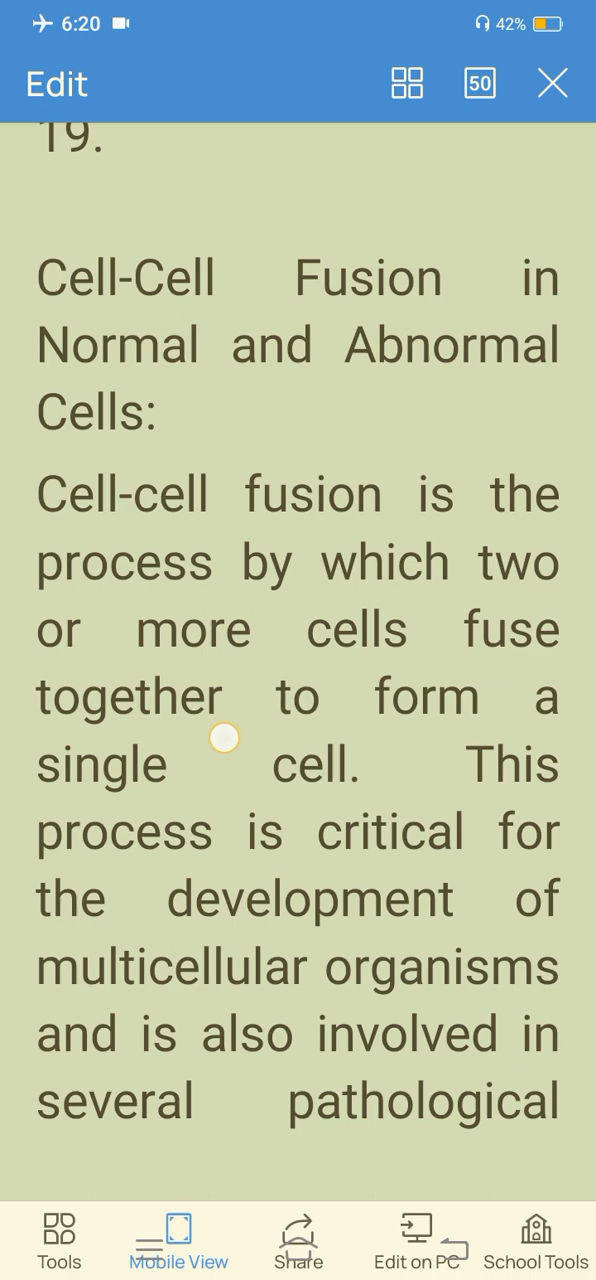 6:20
42%
Edit
50
19.
Cell-Cell Fusion in
Normal and Abnormal
Cells:
Cell-cell fusion is the
process by which two
or more cells fuse
together to form a
single cell. This
process is critical for
the development of
multicellular organisms
and is also involved in
several pathological
Tools
Mobile View
Share
Edit on PC
School Tools